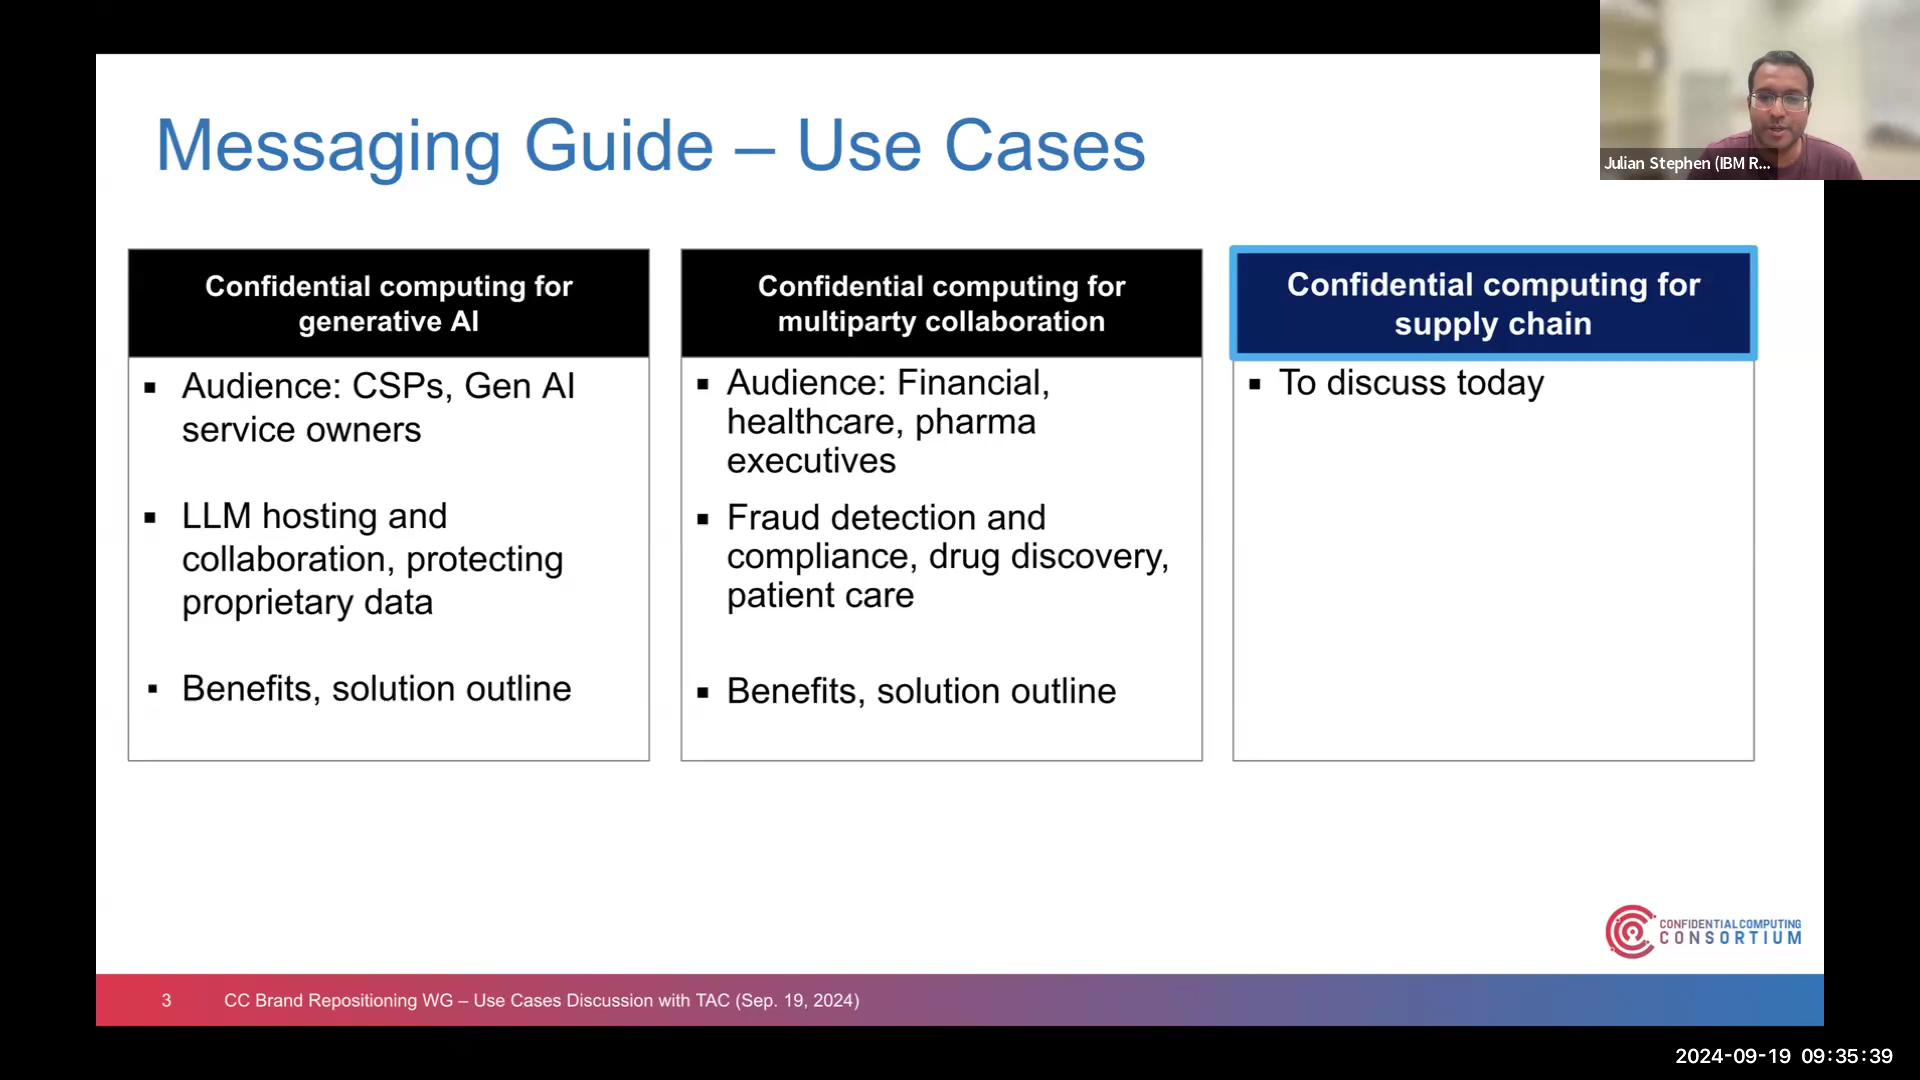 Messaging Guide – Use Cases
Julian Stephen (IBM R...
Confidential computing for
generative AI
▪ Audience: CSPs, Gen AI
service owners
▪ LLM hosting and
collaboration, protecting
proprietary data
▪ Benefits, solution outline
Confidential computing for
multiparty collaboration
▪ Audience: Financial,
healthcare, pharma
executives
▪ Fraud detection and
compliance, drug discovery,
patient care
▪ Benefits, solution outline
Confidential computing for
supply chain
▪ To discuss today
CONFIDENTIAL COMPUTING
CONSORTIUM
3 CC Brand Repositioning WG – Use Cases Discussion with TAC (Sep. 19, 2024)
2024-09-19 09:35:39